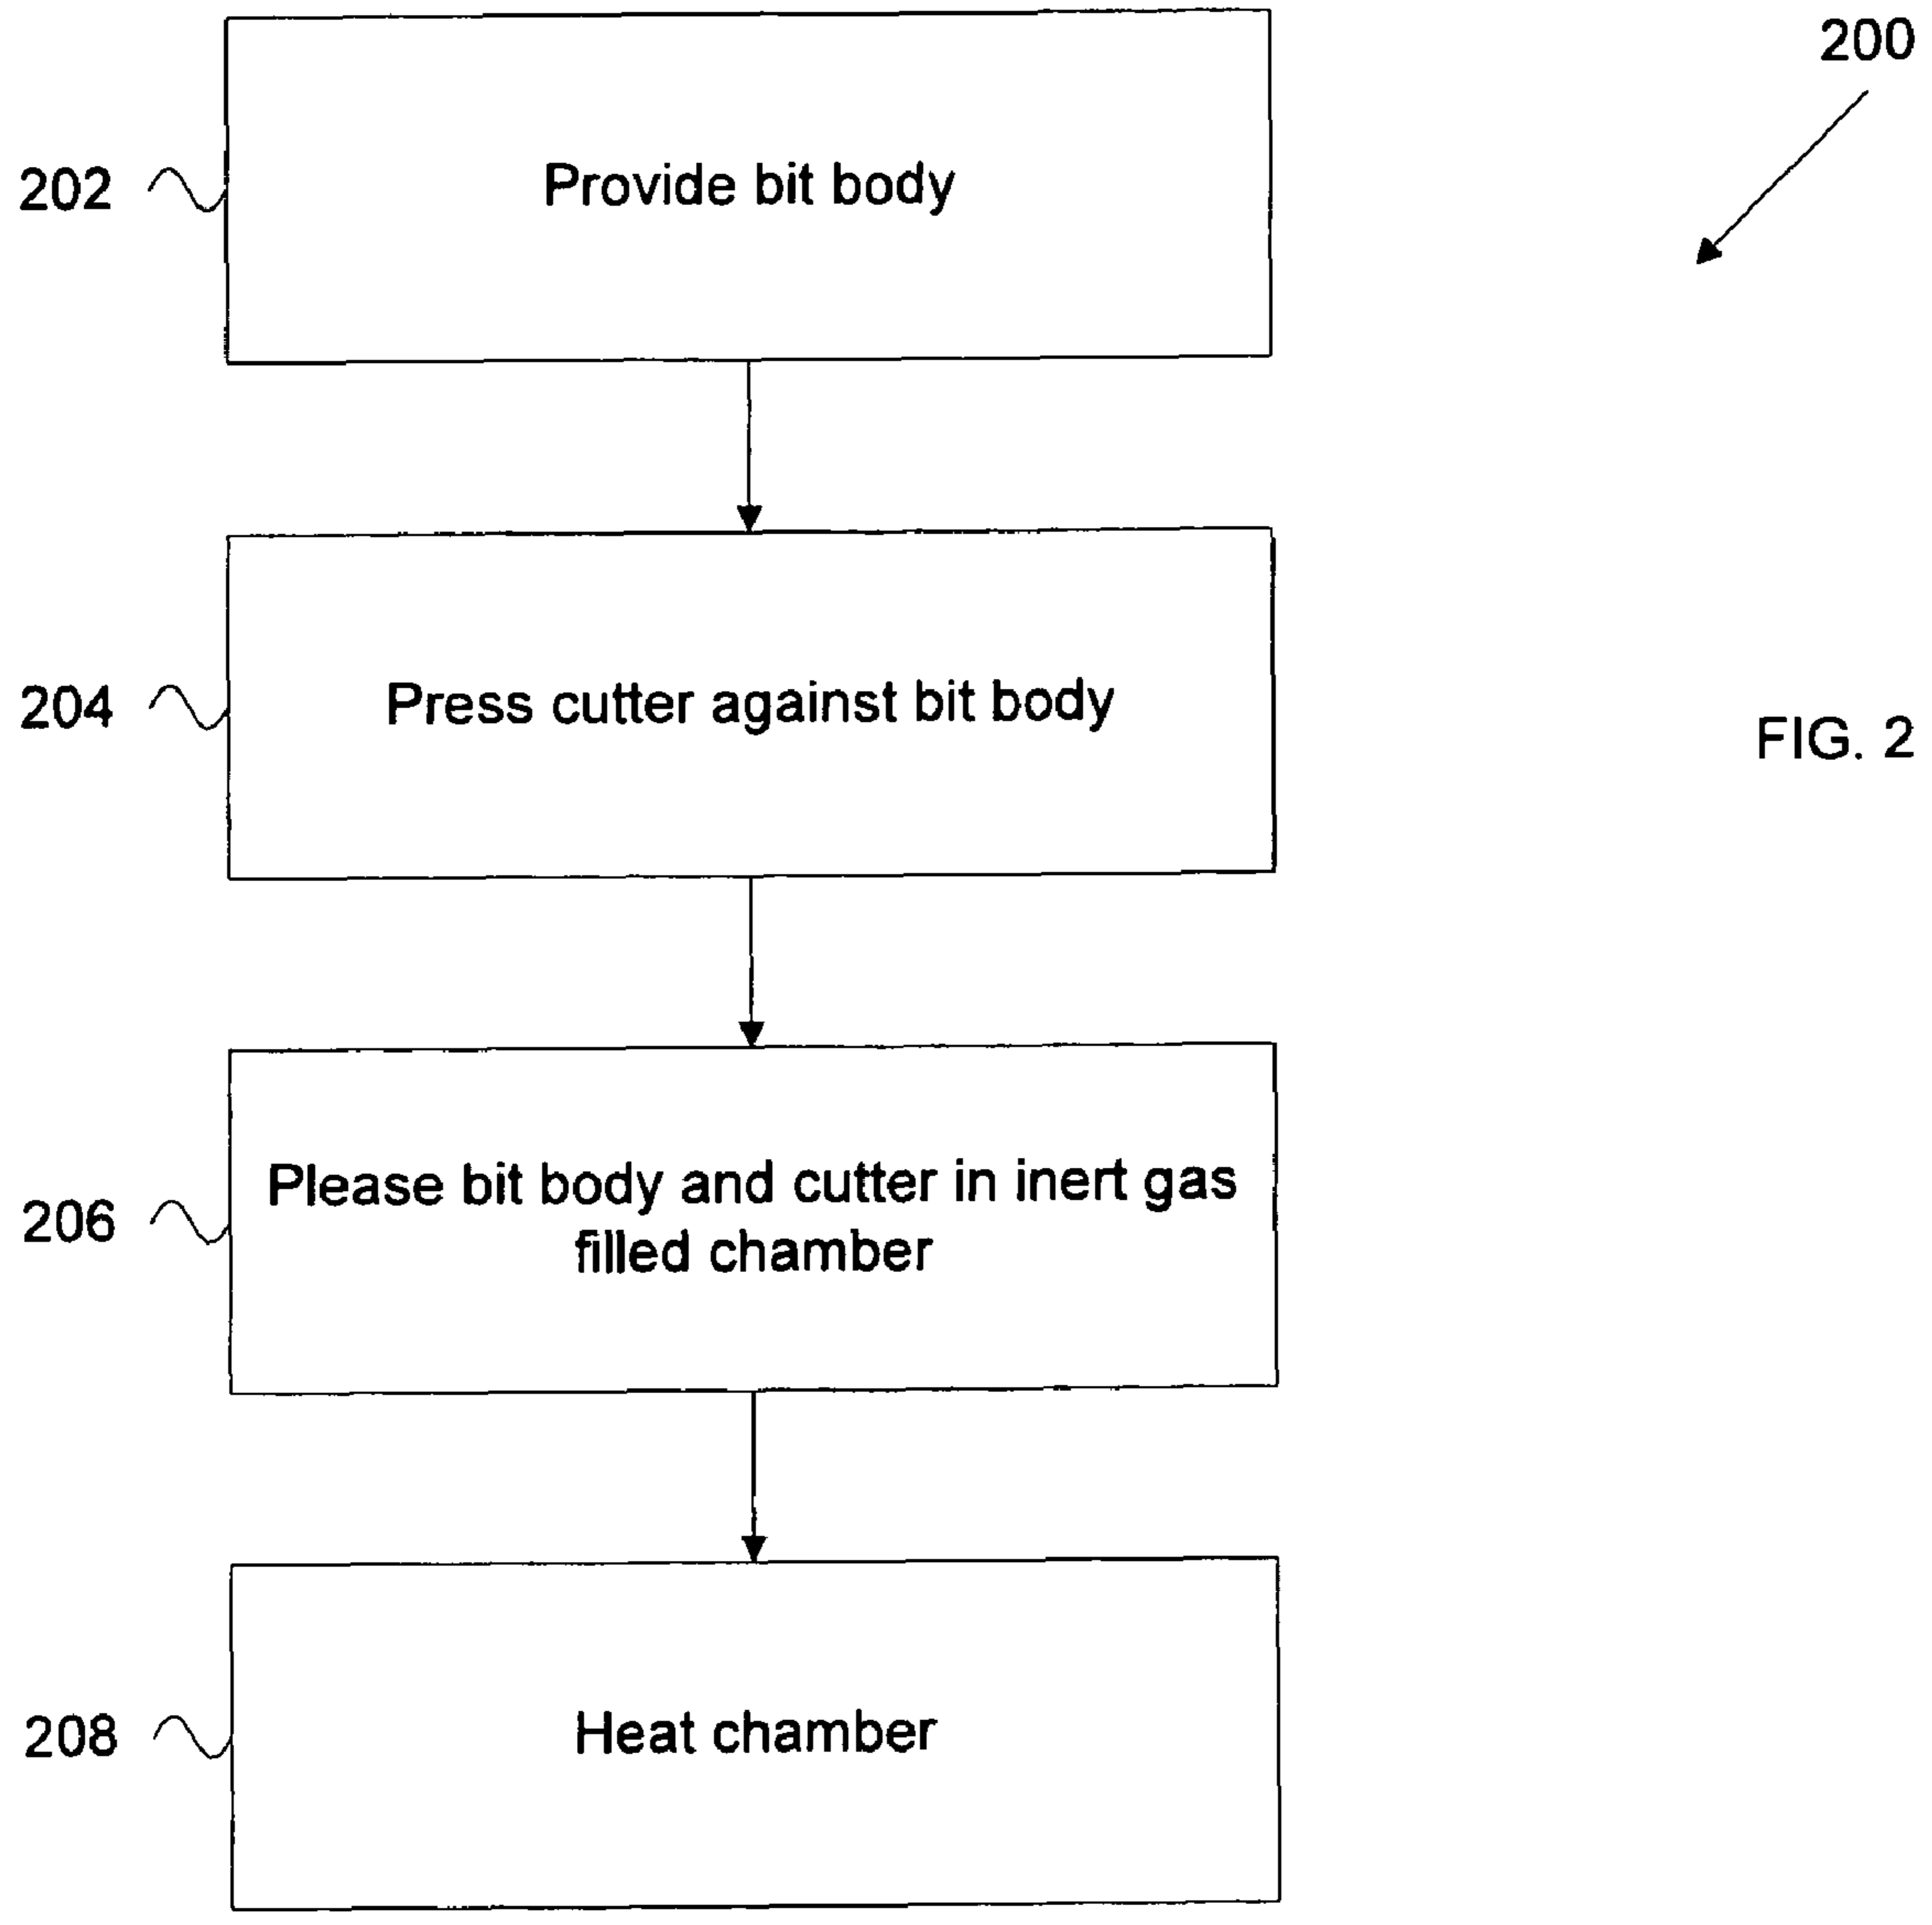 200
202
Provide bit body
204
Press cutter against bit body
FIG. 2
206
Please bit body and cutter in inert gas
filled chamber
208
Heat chamber